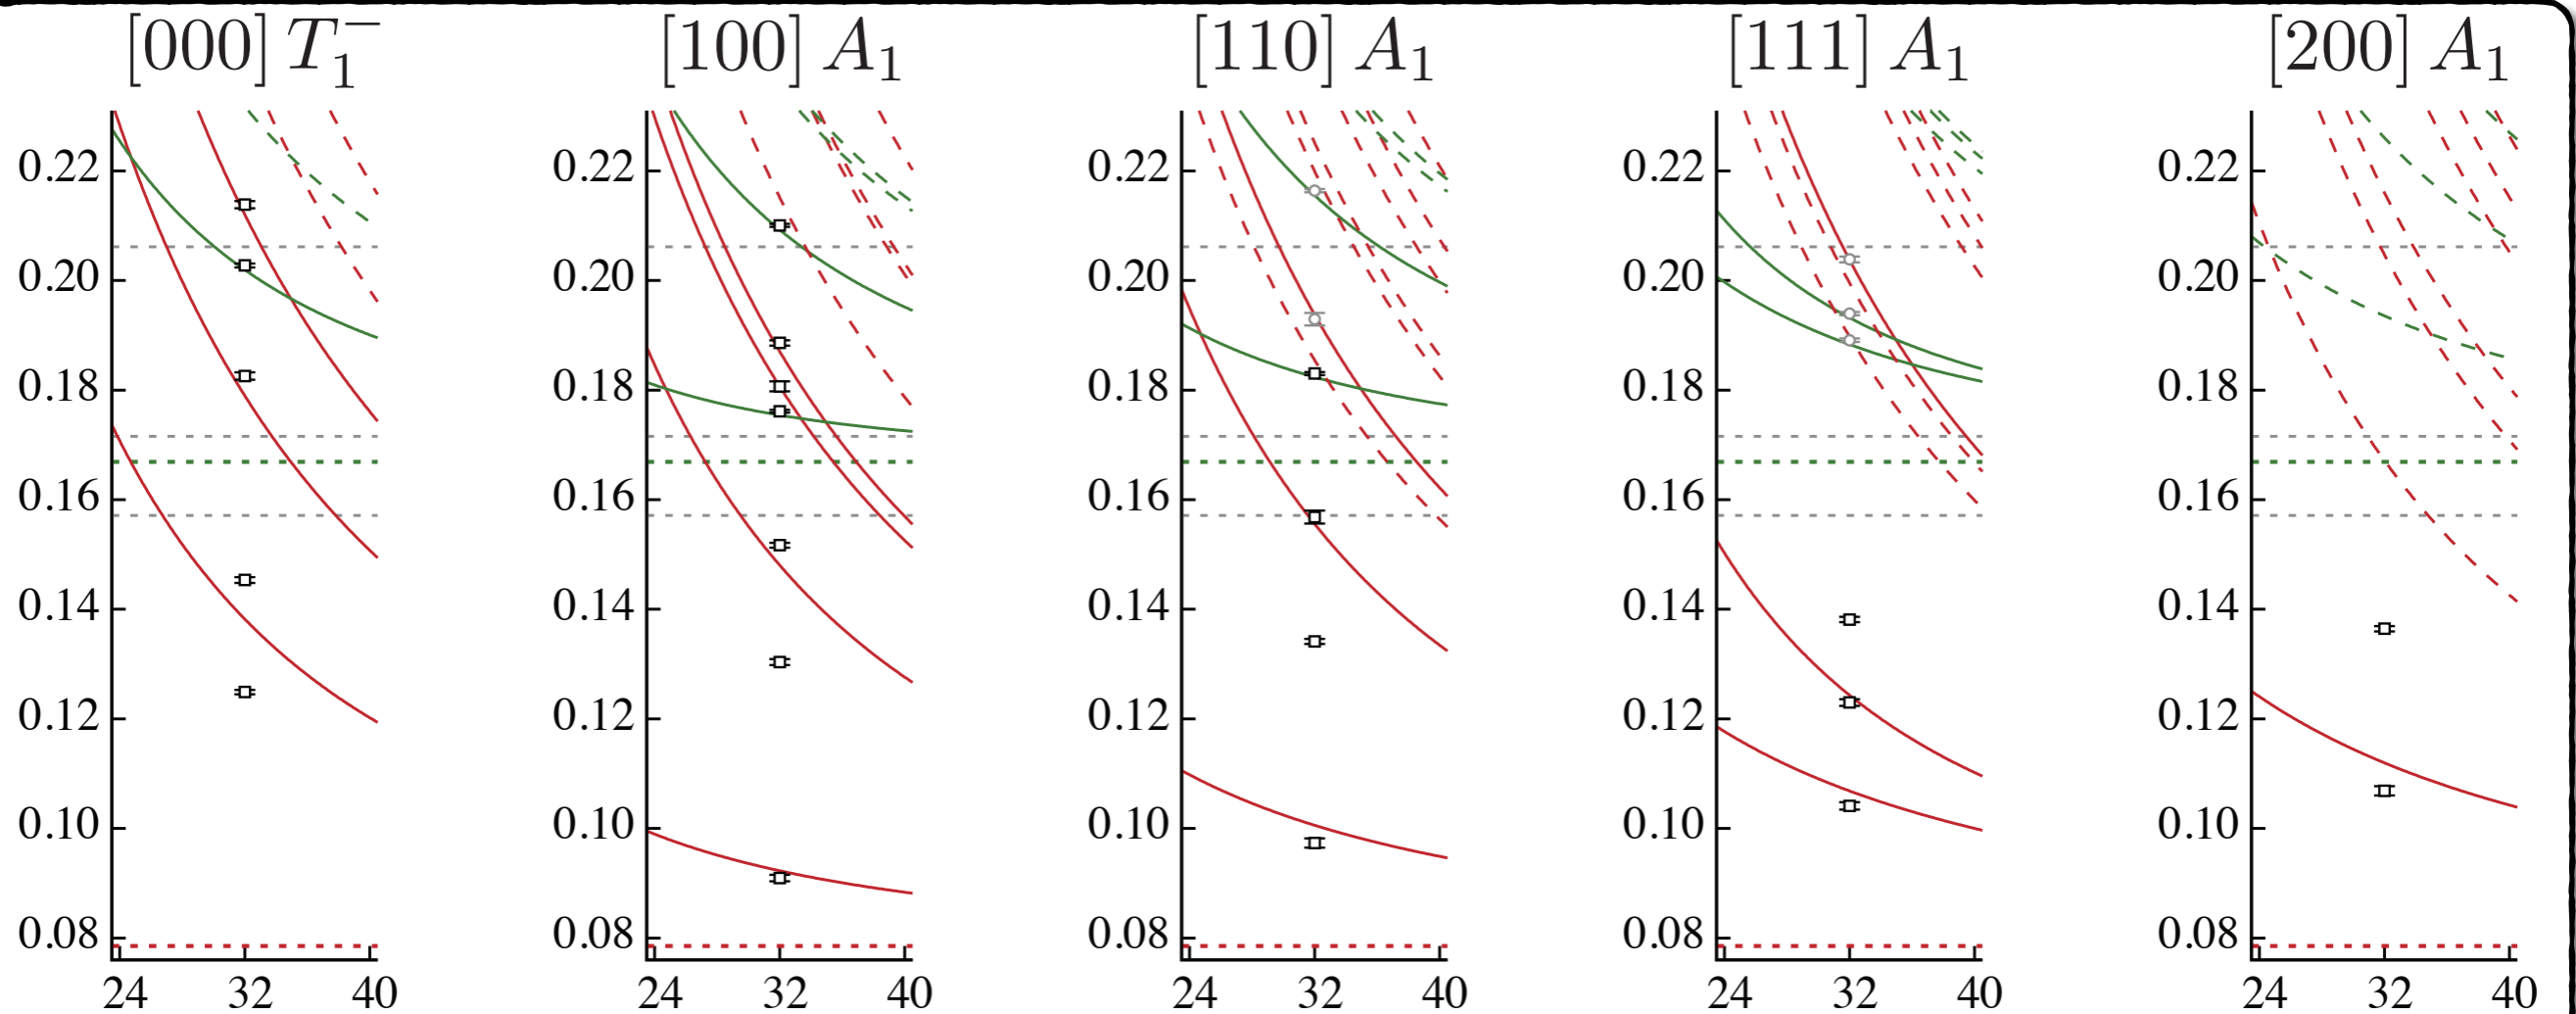 [000] T₁⁻ [100] A₁ [110] A₁ [111] A₁ [200] A₁
0.22 0.22 0.22 0.22 0.22
0.20 0.20 0.20 0.20 0.20
0.18 0.18 0.18 0.18 0.18
0.16 0.16 0.16 0.16 0.16
0.14 0.14 0.14 0.14 0.14
0.12 0.12 0.12 0.12 0.12
0.10 0.10 0.10 0.10 0.10
0.08 0.08 0.08 0.08 0.08
24 32 40 24 32 40 24 32 40 24 32 40 24 32 40